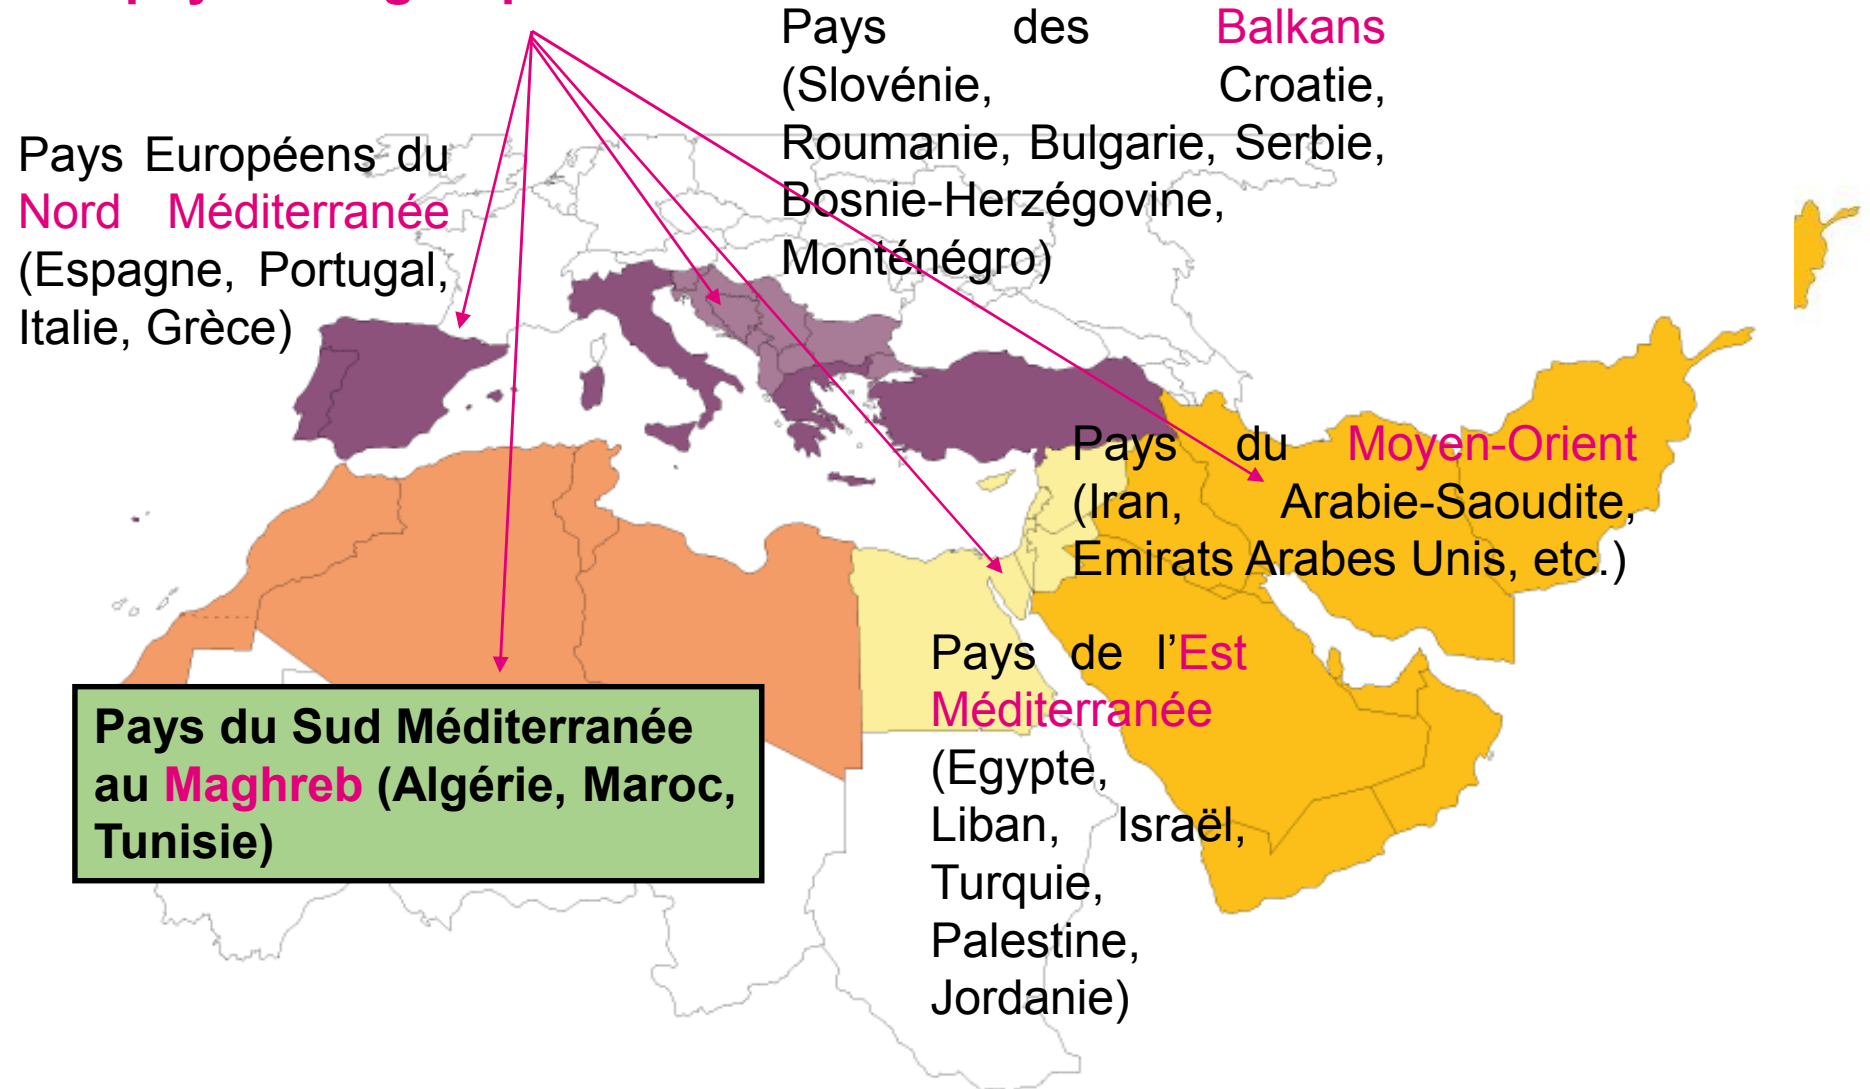 Pays des Balkans
(Slovénie, Croatie,
Roumanie, Bulgarie, Serbie,
Bosnie-Herzégovine,
Monténégro)
Pays Européens du
Nord Méditerranée
(Espagne, Portugal,
Italie, Grèce)
Pays du Moyen-Orient
(Iran, Arabie-Saoudite,
Emirats Arabes Unis, etc.)
Pays de l’Est
Méditerranée
(Egypte,
Liban, Israël,
Turquie,
Palestine,
Jordanie)
Pays du Sud Méditerranée
au Maghreb (Algérie, Maroc,
Tunisie)